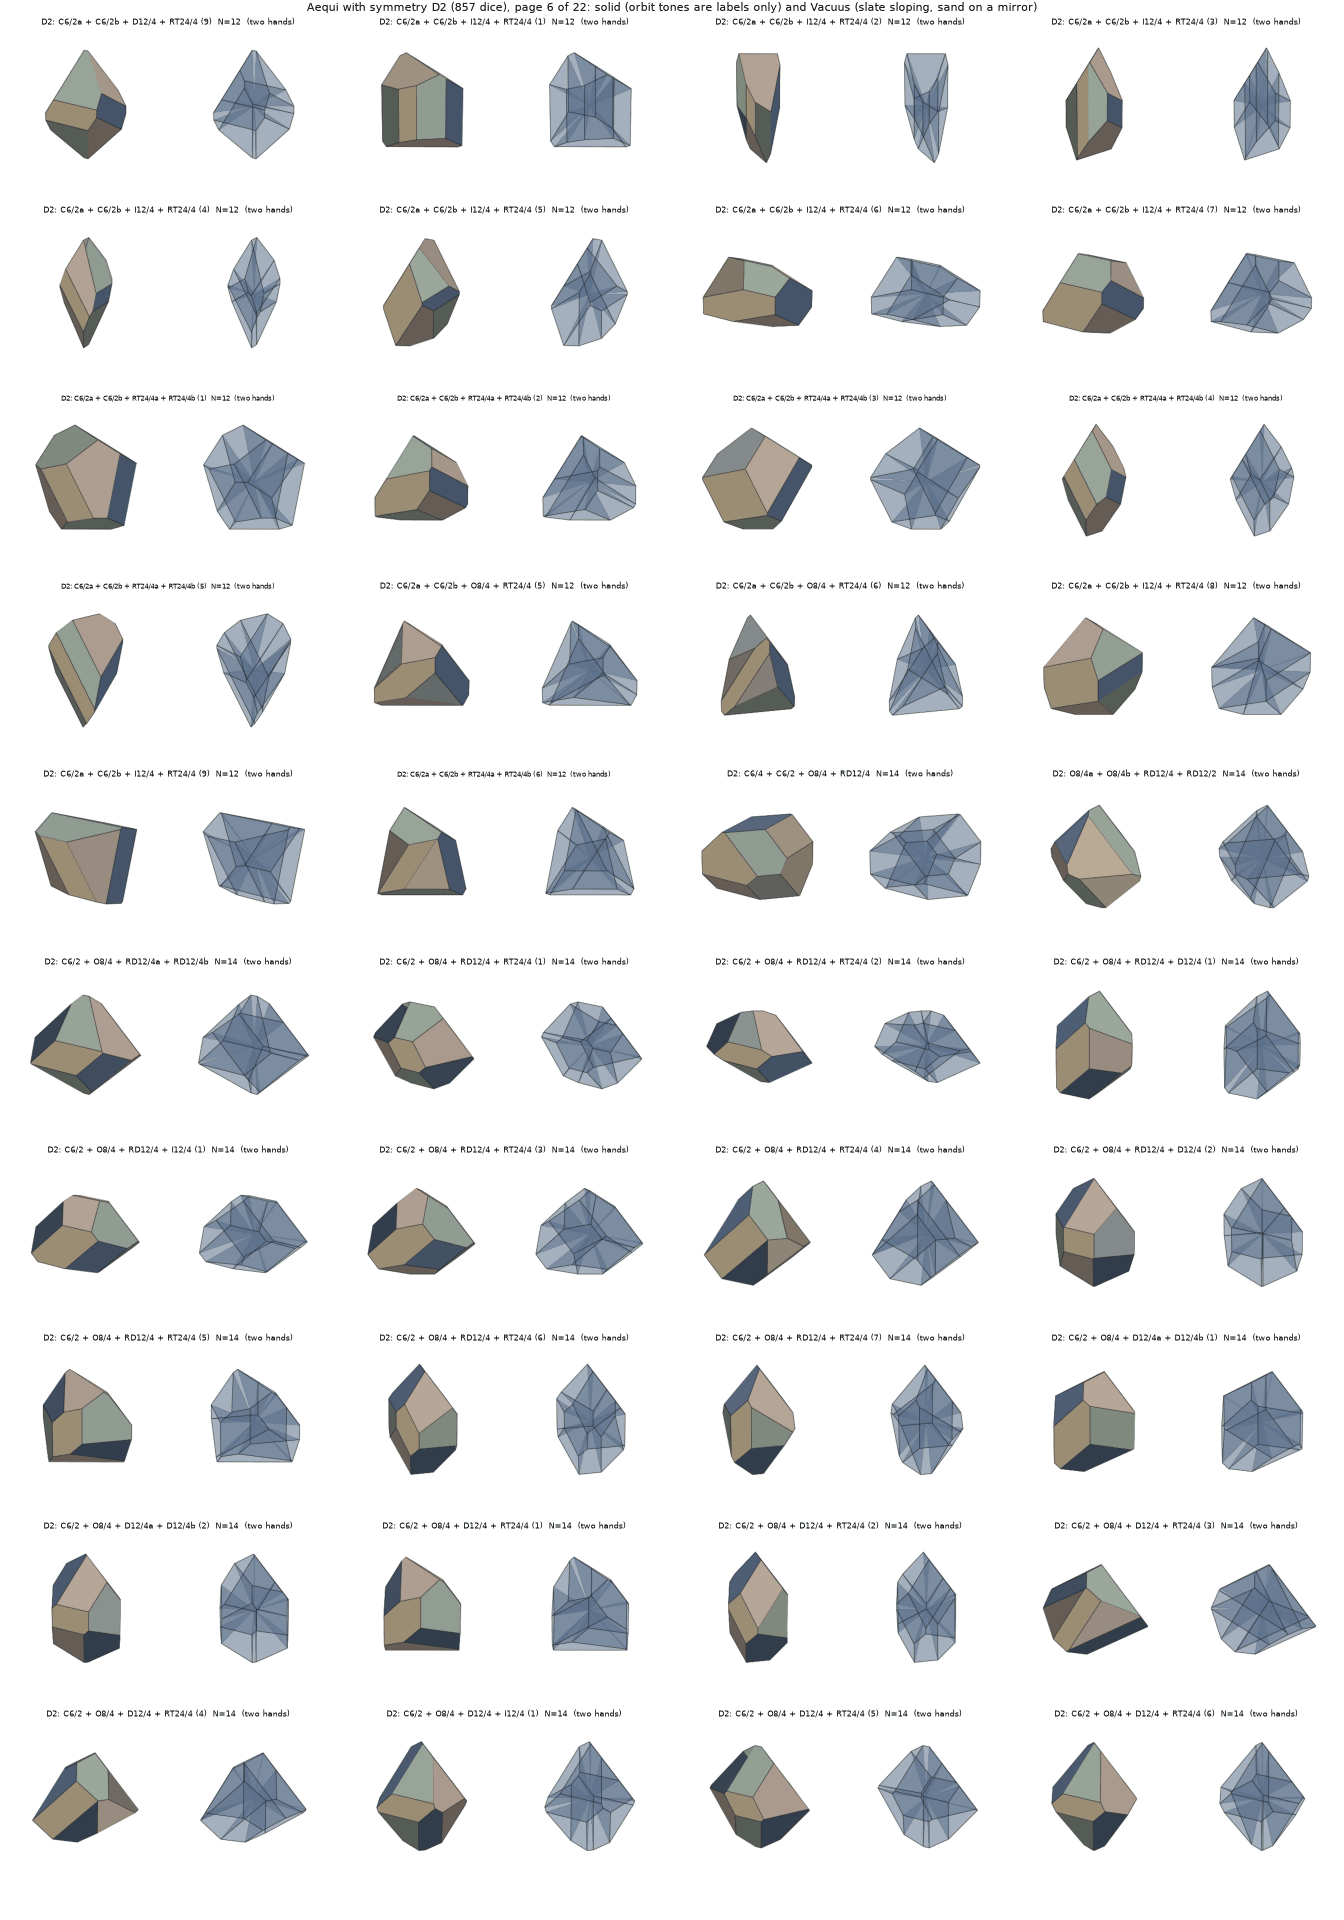 Aequi with symmetry D2 (857 dice), page 6 of 22: solid (orbit tones are labels only) and Vacuus (slate sloping, sand on a mirror)
D2: C6/2a + C6/2b + D12/4 + RT24/4 (9)  N=12  (two hands)
D2: C6/2a + C6/2b + I12/4 + RT24/4 (1)  N=12  (two hands)
D2: C6/2a + C6/2b + I12/4 + RT24/4 (2)  N=12  (two hands)
D2: C6/2a + C6/2b + I12/4 + RT24/4 (3)  N=12  (two hands)
D2: C6/2a + C6/2b + I12/4 + RT24/4 (4)  N=12  (two hands)
D2: C6/2a + C6/2b + I12/4 + RT24/4 (5)  N=12  (two hands)
D2: C6/2a + C6/2b + I12/4 + RT24/4 (6)  N=12  (two hands)
D2: C6/2a + C6/2b + I12/4 + RT24/4 (7)  N=12  (two hands)
D2: C6/2a + C6/2b + RT24/4a + RT24/4b (1)  N=12  (two hands)
D2: C6/2a + C6/2b + RT24/4a + RT24/4b (2)  N=12  (two hands)
D2: C6/2a + C6/2b + RT24/4a + RT24/4b (3)  N=12  (two hands)
D2: C6/2a + C6/2b + RT24/4a + RT24/4b (4)  N=12  (two hands)
D2: C6/2a + C6/2b + RT24/4a + RT24/4b (5)  N=12  (two hands)
D2: C6/2a + C6/2b + O8/4 + RT24/4 (5)  N=12  (two hands)
D2: C6/2a + C6/2b + O8/4 + RT24/4 (6)  N=12  (two hands)
D2: C6/2a + C6/2b + I12/4 + RT24/4 (8)  N=12  (two hands)
D2: C6/2a + C6/2b + I12/4 + RT24/4 (9)  N=12  (two hands)
D2: C6/2a + C6/2b + RT24/4a + RT24/4b (6)  N=12  (two hands)
D2: C6/4 + C6/2 + O8/4 + RD12/4  N=14  (two hands)
D2: O8/4a + O8/4b + RD12/4 + RD12/2  N=14  (two hands)
D2: C6/2 + O8/4 + RD12/4a + RD12/4b  N=14  (two hands)
D2: C6/2 + O8/4 + RD12/4 + RT24/4 (1)  N=14  (two hands)
D2: C6/2 + O8/4 + RD12/4 + RT24/4 (2)  N=14  (two hands)
D2: C6/2 + O8/4 + RD12/4 + D12/4 (1)  N=14  (two hands)
D2: C6/2 + O8/4 + RD12/4 + I12/4 (1)  N=14  (two hands)
D2: C6/2 + O8/4 + RD12/4 + RT24/4 (3)  N=14  (two hands)
D2: C6/2 + O8/4 + RD12/4 + RT24/4 (4)  N=14  (two hands)
D2: C6/2 + O8/4 + RD12/4 + D12/4 (2)  N=14  (two hands)
D2: C6/2 + O8/4 + RD12/4 + RT24/4 (5)  N=14  (two hands)
D2: C6/2 + O8/4 + RD12/4 + RT24/4 (6)  N=14  (two hands)
D2: C6/2 + O8/4 + RD12/4 + RT24/4 (7)  N=14  (two hands)
D2: C6/2 + O8/4 + D12/4a + D12/4b (1)  N=14  (two hands)
D2: C6/2 + O8/4 + D12/4a + D12/4b (2)  N=14  (two hands)
D2: C6/2 + O8/4 + D12/4 + RT24/4 (1)  N=14  (two hands)
D2: C6/2 + O8/4 + D12/4 + RT24/4 (2)  N=14  (two hands)
D2: C6/2 + O8/4 + D12/4 + RT24/4 (3)  N=14  (two hands)
D2: C6/2 + O8/4 + D12/4 + RT24/4 (4)  N=14  (two hands)
D2: C6/2 + O8/4 + D12/4 + I12/4 (1)  N=14  (two hands)
D2: C6/2 + O8/4 + D12/4 + RT24/4 (5)  N=14  (two hands)
D2: C6/2 + O8/4 + D12/4 + RT24/4 (6)  N=14  (two hands)